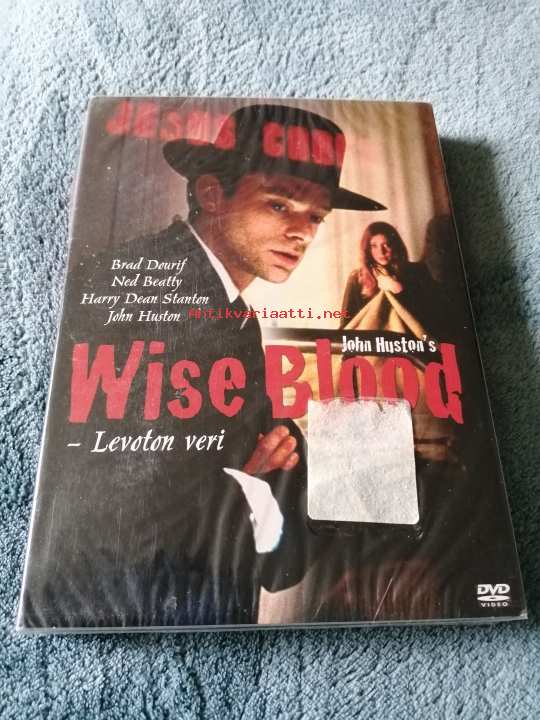 JESUS
Brad Dourif
Ned Beatty
Harry Dean Stanton
John Huston
Antikvariaatti.net
John Huston's
Wise Blood
– Levoton veri
DVD
VIDEO